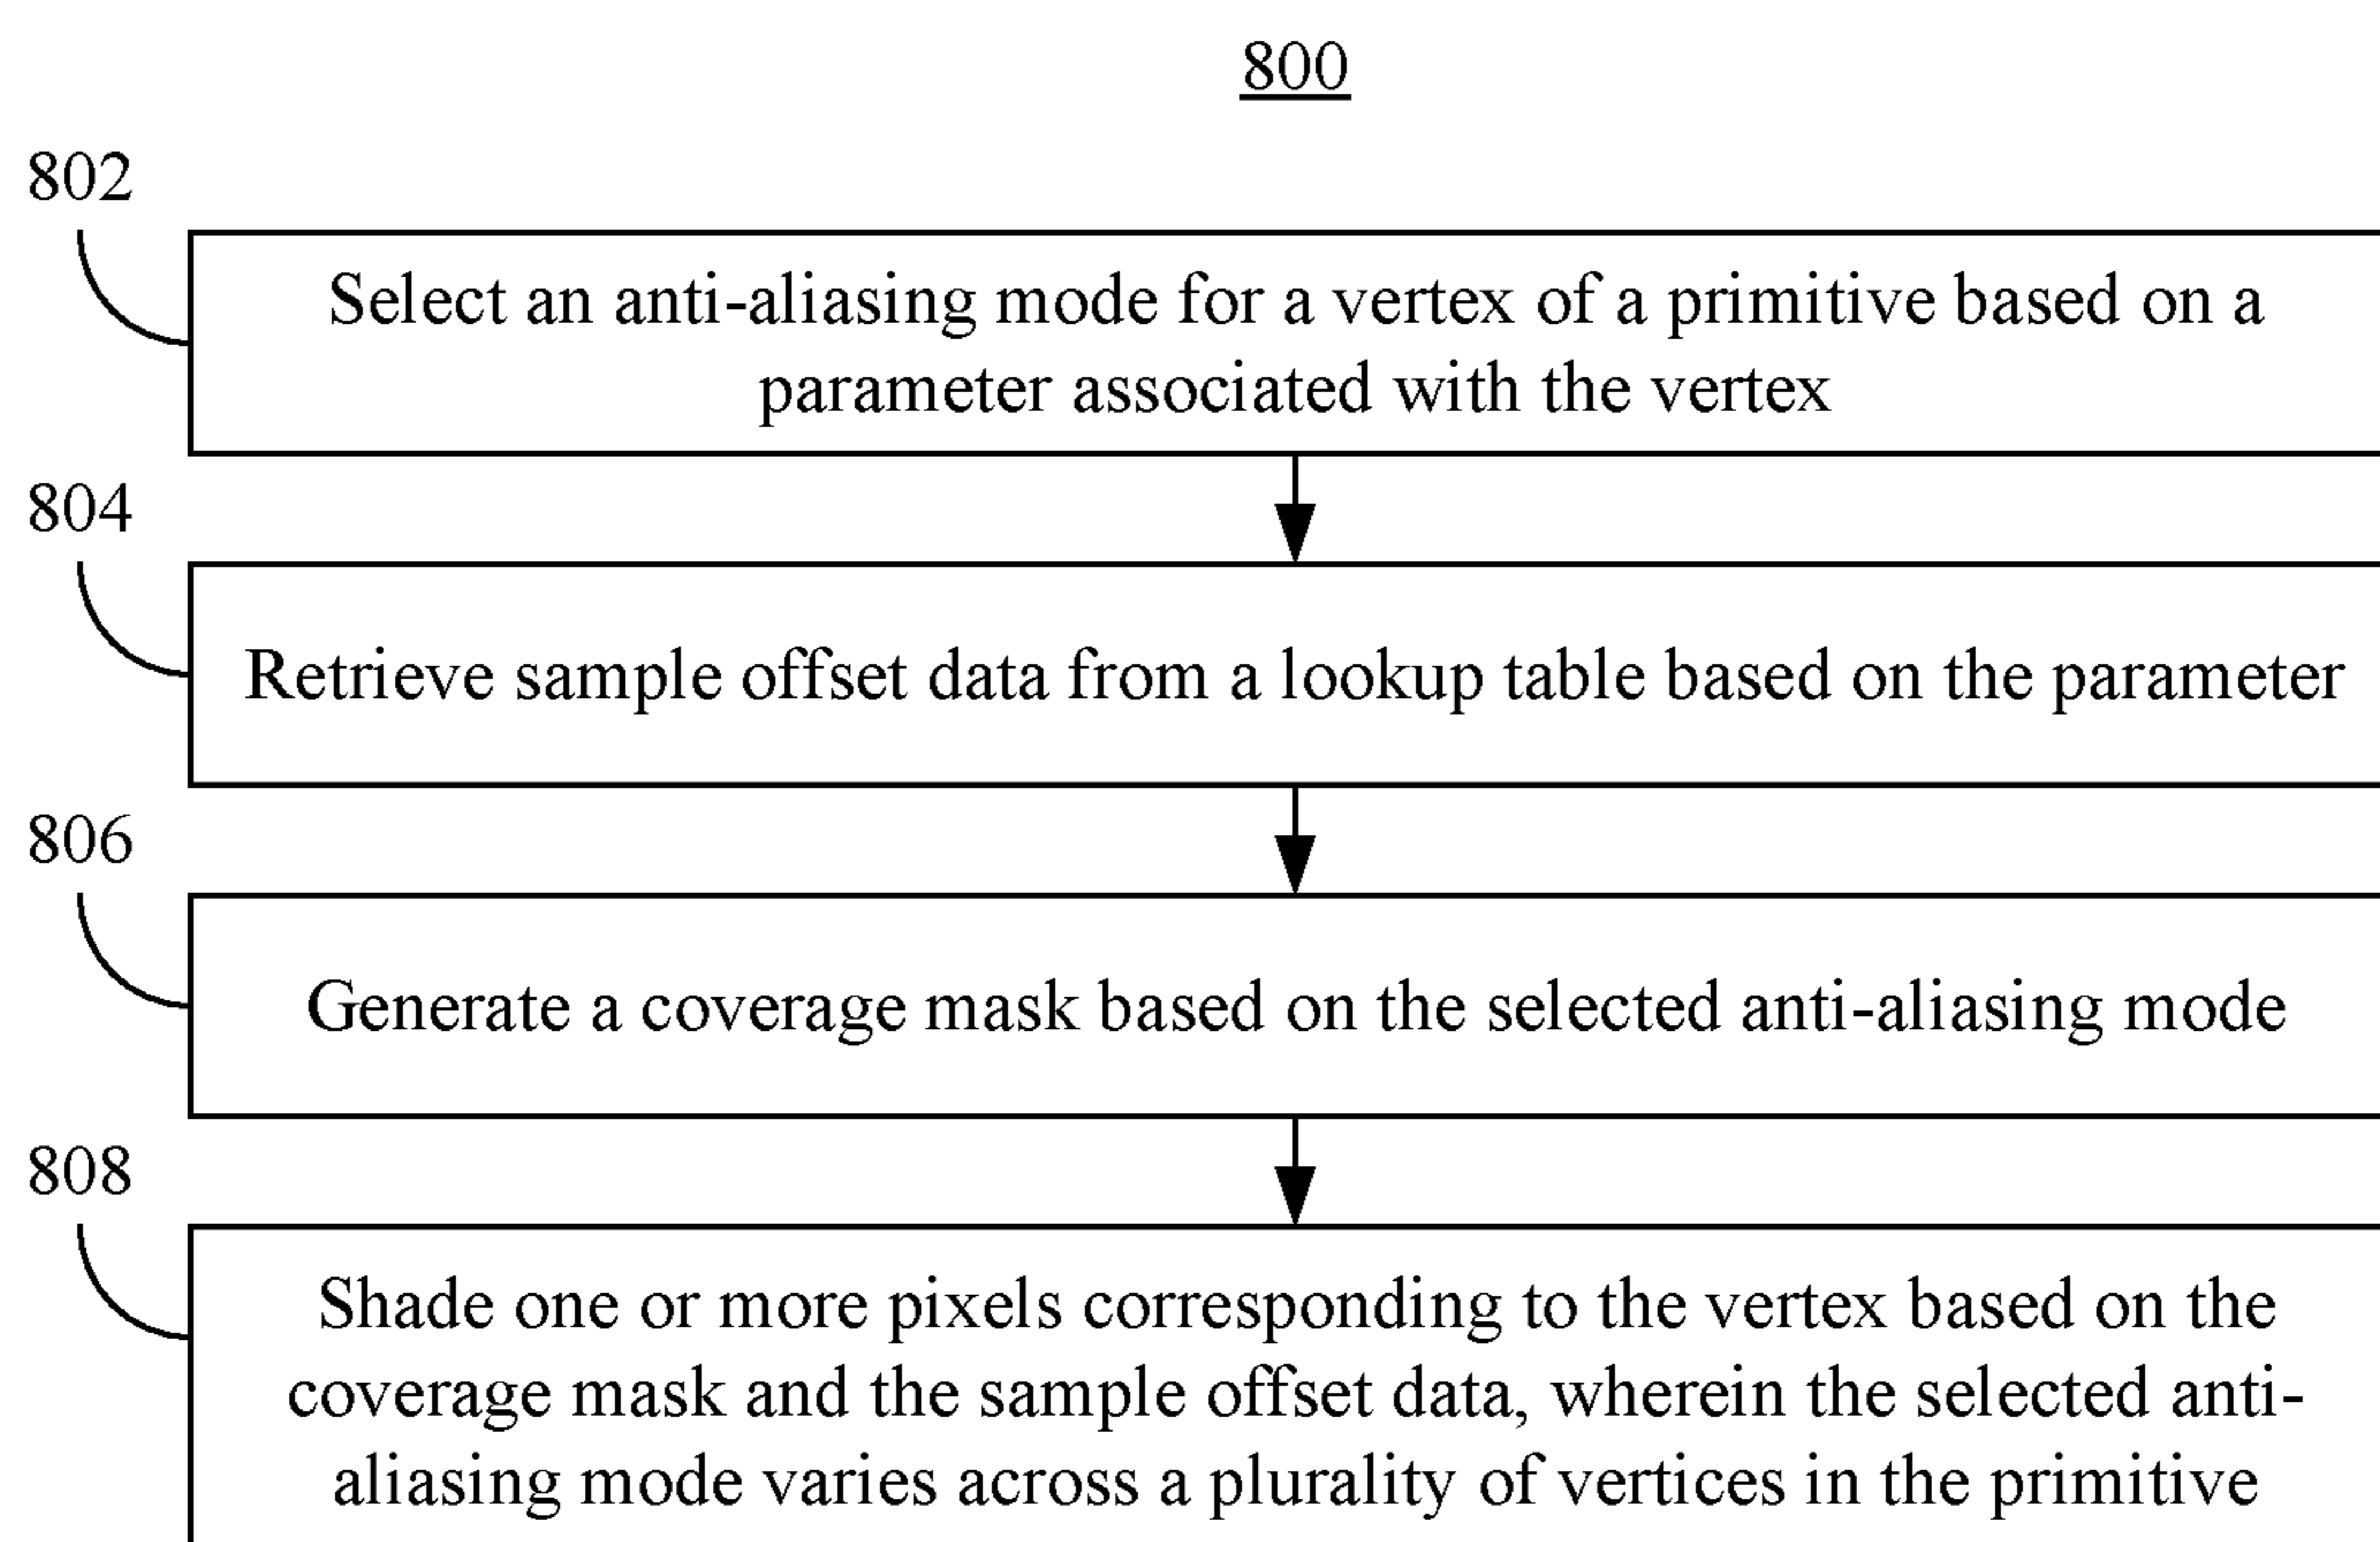 800
802
Select an anti-aliasing mode for a vertex of a primitive based on a
parameter associated with the vertex
804
Retrieve sample offset data from a lookup table based on the parameter
806
Generate a coverage mask based on the selected anti-aliasing mode
808
Shade one or more pixels corresponding to the vertex based on the
coverage mask and the sample offset data, wherein the selected anti-
aliasing mode varies across a plurality of vertices in the primitive